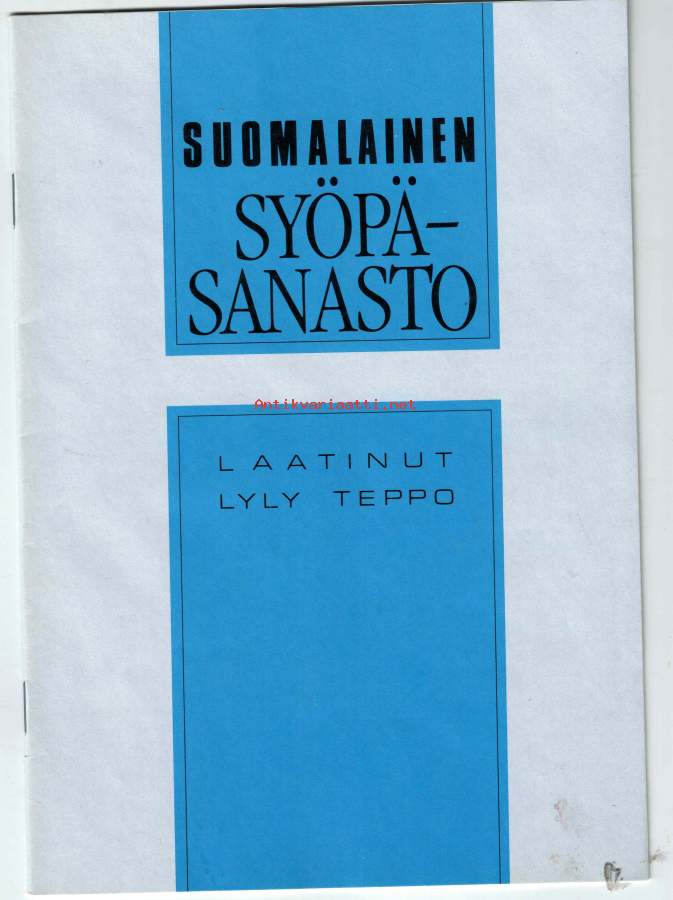 SUOMALAINEN
SYÖPÄ-
SANASTO
Antikvariaatti.net
LAATINUT
LYLY TEPPO